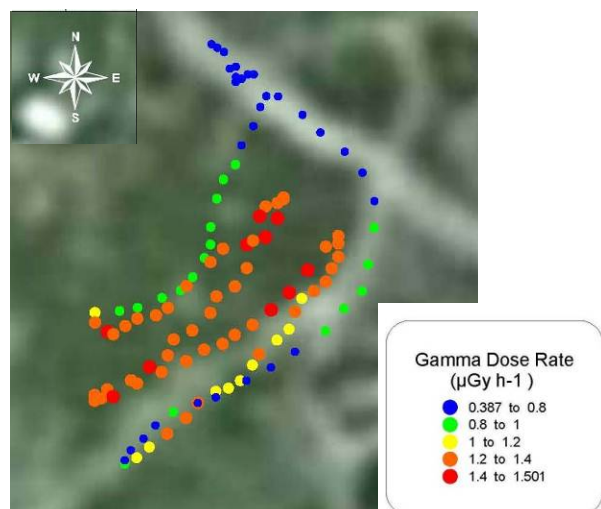 N
W E
S
Gamma Dose Rate
(µGy h-1 )
0.387 to 0.8
0.8 to 1
1 to 1.2
1.2 to 1.4
1.4 to 1.501